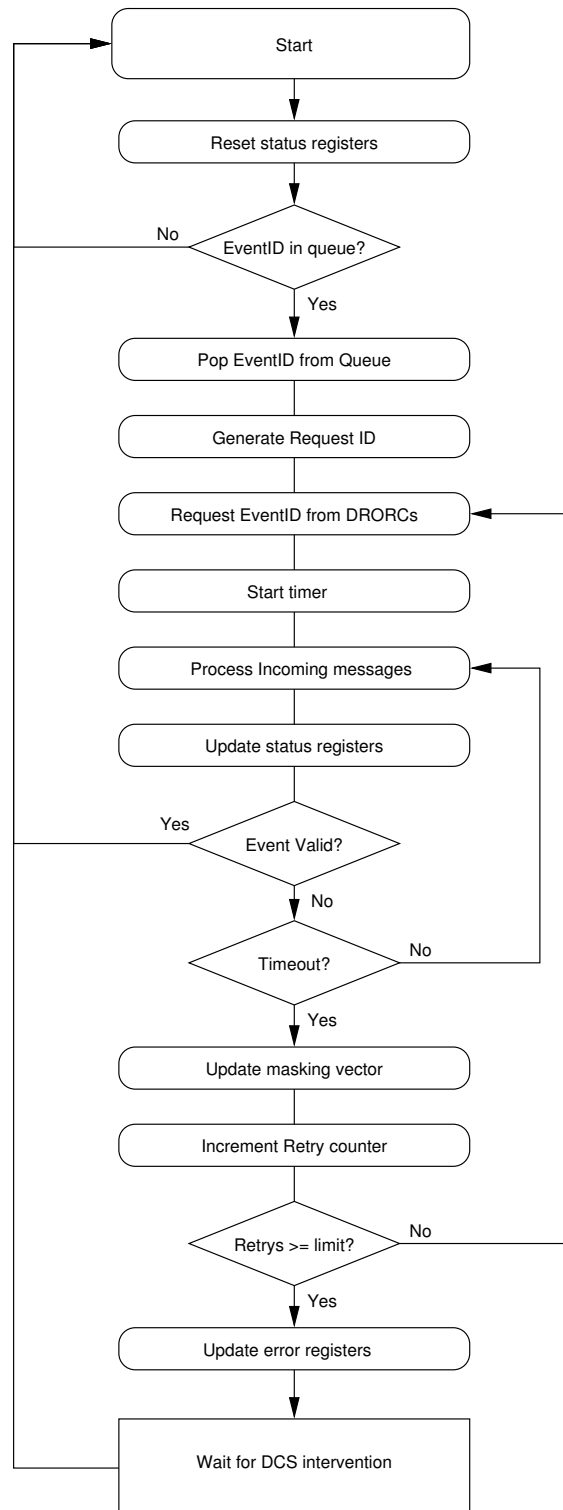 Start
Reset status registers
No
EventID in queue?
Yes
Pop EventID from Queue
Generate Request ID
Request EventID from DRORCs
Start timer
Process Incoming messages
Update status registers
Yes
Event Valid?
No
Timeout?
No
Yes
Update masking vector
Increment Retry counter
Retrys >= limit?
No
Yes
Update error registers
Wait for DCS intervention